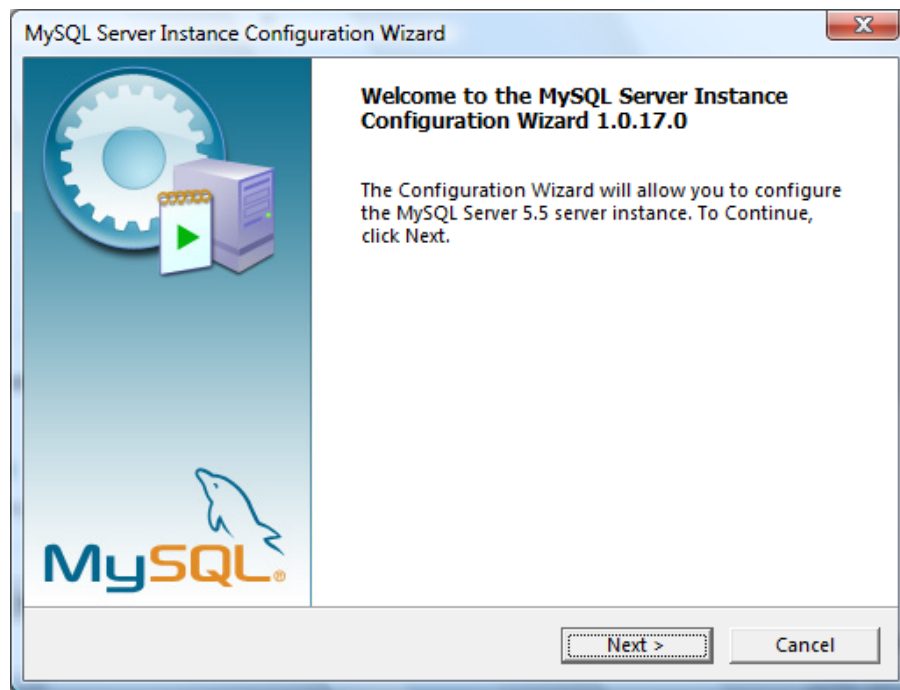 MySQL Server Instance Configuration Wizard
X
Welcome to the MySQL Server Instance
Configuration Wizard 1.0.17.0
The Configuration Wizard will allow you to configure
the MySQL Server 5.5 server instance. To Continue,
click Next.
MySQL®
Next >
Cancel